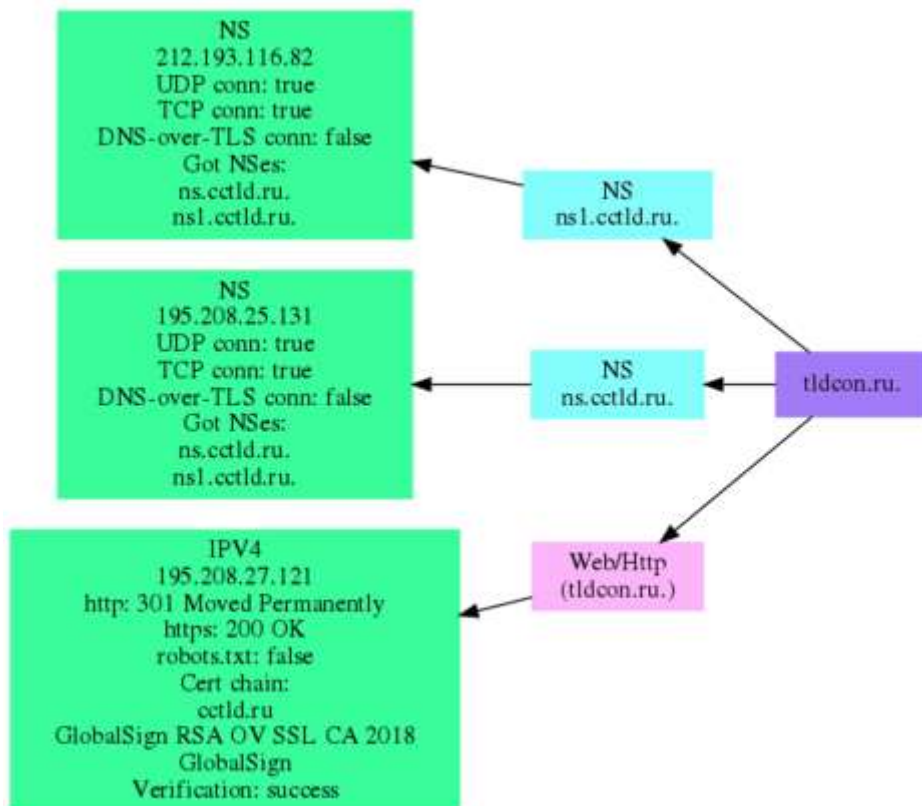 NS
212.193.116.82
UDP conn: true
TCP conn: true
DNS-over-TLS conn: false
Got NSes:
ns.cctld.ru.
ns1.cctld.ru.
NS
ns1.cctld.ru.
NS
195.208.25.131
UDP conn: true
TCP conn: true
DNS-over-TLS conn: false
Got NSes:
ns.cctld.ru.
ns1.cctld.ru.
NS
ns.cctld.ru.
tldcon.ru.
IPV4
195.208.27.121
http: 301 Moved Permanently
https: 200 OK
robots.txt: false
Cert chain:
cctld.ru
GlobalSign RSA OV SSL CA 2018
GlobalSign
Verification: success
Web/Http
(tldcon.ru.)